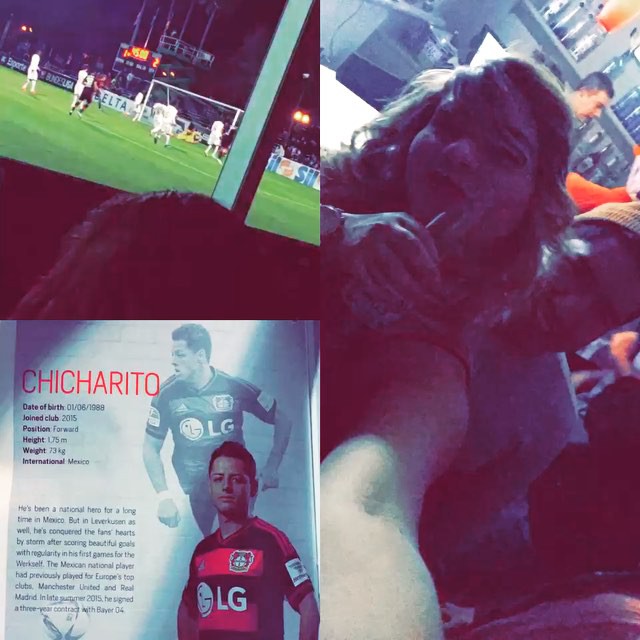 BUNDESLIGA
DELTA
45:00
CHICHARITO
Date of birth: 01/06/1988
Joined club: 2015
Position: Forward
Height: 1,75 m
Weight: 73 kg
International: Mexico
LG
He's been a national hero for a long
time in Mexico. But in Leverkusen as
well, he's conquered the fans' hearts
by storm after scoring beautiful goals
with regularity in his first games for the
Werkself. The Mexican national player
had previously played for Europe's top
clubs, Manchester United and Real
Madrid. In late summer 2015, he signed
a three-year contract with Bayer 04.
LG